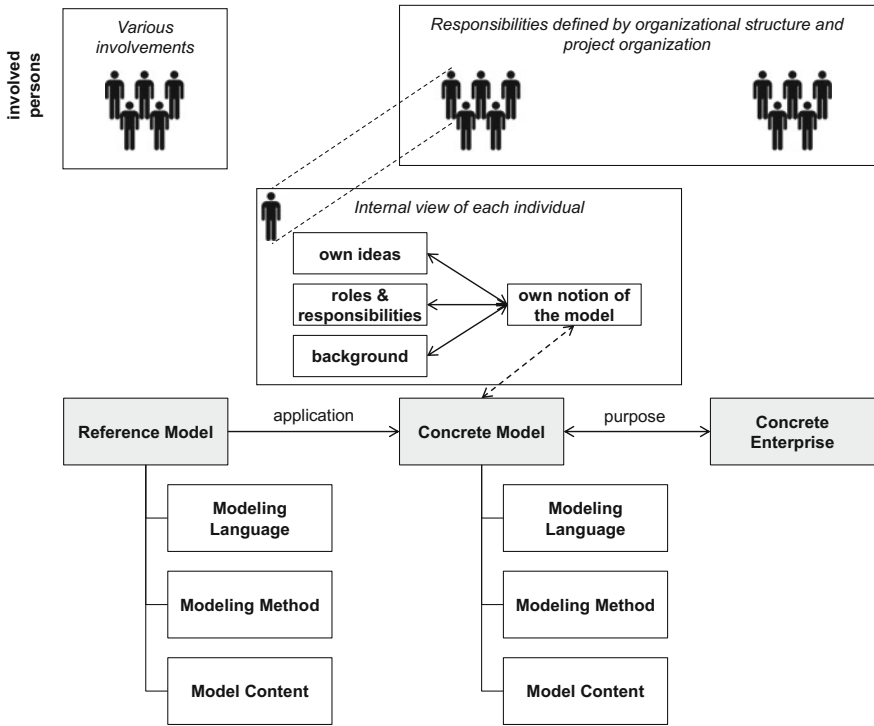 involved
persons
Various
involvements
Responsibilities defined by organizational structure and
project organization
Internal view of each individual
own ideas
roles &
responsibilities
background
own notion of
the model
Reference Model
application
Concrete Model
purpose
Concrete
Enterprise
Modeling
Language
Modeling Method
Model Content
Modeling
Language
Modeling Method
Model Content